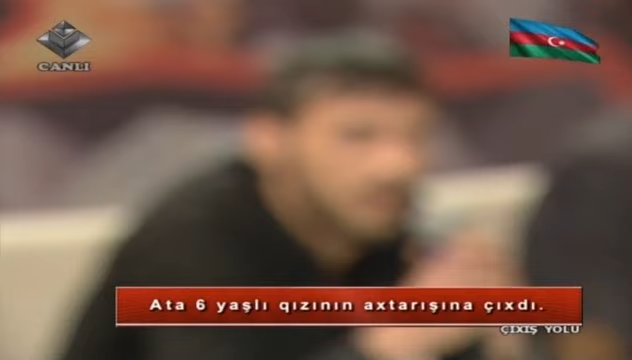 CANLI
Ata 6 yaşlı qızının axtarışına çıxdı.
ÇIXIŞ YOLU